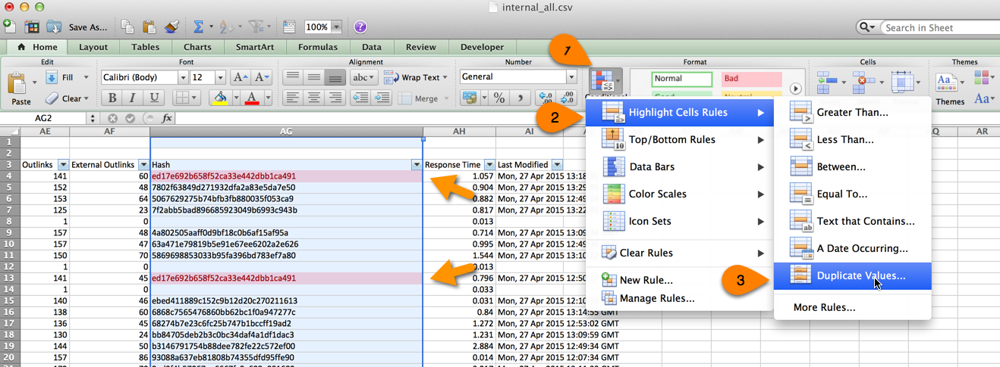 internal_all.csv
Save As... 100% Search in Sheet
Home Layout Tables Charts SmartArt Formulas Data Review Developer
Edit Font Alignment Number Format Cells Themes
Fill Calibri (Body) 12 A A abc Wrap Text General Normal Bad
Paste Clear B I U A Merge % Themes Aa
1
AG2 fx
2
Highlight Cells Rules
Top/Bottom Rules
Data Bars
Color Scales
Icon Sets
Clear Rules
New Rule...
Manage Rules...
Greater Than...
Less Than...
Between...
Equal To...
Text that Contains...
A Date Occurring...
3
Duplicate Values...
More Rules...
AE AF AG AH AI AQ AR
1
2
3 Outlinks External Outlinks Hash Response Time Last Modified
4 141 60 ed17e692b658f52ca33e442dbb1ca491 1.057 Mon, 27 Apr 2015 13:18
5 152 48 7802f63849d271932dfa2a83e5da7e50 0.904 Mon, 27 Apr 2015 13:29
6 153 64 5067629275b74bfb3fb880035f053ca9 0.882 Mon, 27 Apr 2015 12:49
7 125 23 7f2abb5bad896685923049b6993c943b 0.817 Mon, 27 Apr 2015 13:22
8 1 0 0.013
9 157 48 4a802505aaff0d9bf18c0b6af15af95a 0.714 Mon, 27 Apr 2015 13:09
10 157 47 63a471e79819b5e91e67ee6202a2e626 0.995 Mon, 27 Apr 2015 12:49
11 150 70 5869698853033b95fa396bd783ef7a80 1.544 Mon, 27 Apr 2015 13:10
12 1 0 0.013
13 141 45 ed17e692b658f52ca33e442dbb1ca491 0.796 Mon, 27 Apr 2015 12:50
14 1 0 0.033
15 140 46 ebed411889c152c9b12d20c270211613 0.031 Mon, 27 Apr 2015 12:10
16 138 60 6868c7565476860bb62bc1f0a947277c 0.84 Mon, 27 Apr 2015 13:14:55 GMT
17 136 45 68274b7e23c6fc25b747b1bccff19ad2 1.272 Mon, 27 Apr 2015 12:53:02 GMT
18 130 24 bb84705deb2b3c0bc34daf4a1df1dac3 1.231 Mon, 27 Apr 2015 13:09:59 GMT
19 144 50 b3146791754b88dee782fe22c572ef00 2.884 Mon, 27 Apr 2015 12:49:34 GMT
20 157 86 93088a637eb81808b74355dfd95ffe90 0.014 Mon, 27 Apr 2015 12:07:34 GMT